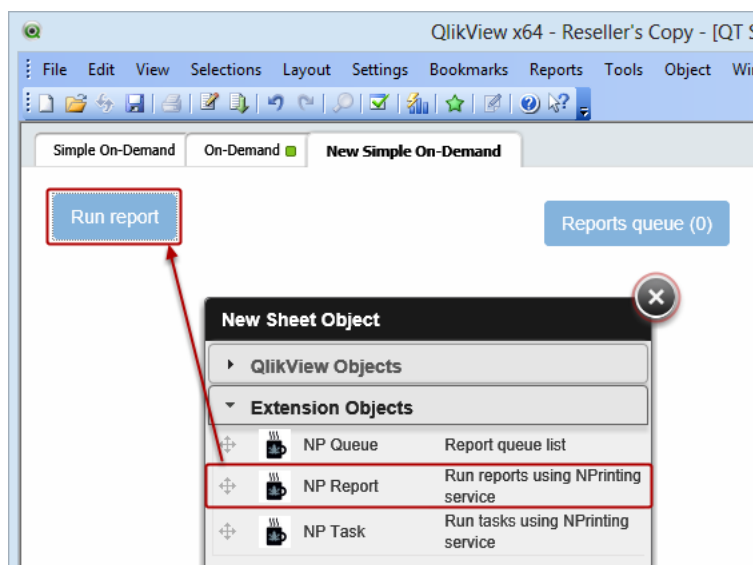 QlikView x64 - Reseller's Copy - [QT
File Edit View Selections Layout Settings Bookmarks Reports Tools Object
Simple On-Demand On-Demand New Simple On-Demand
Run report
Reports queue (0)
New Sheet Object
QlikView Objects
Extension Objects
NP Queue Report queue list
NP Report Run reports using NPrinting
service
NP Task Run tasks using NPrinting
service